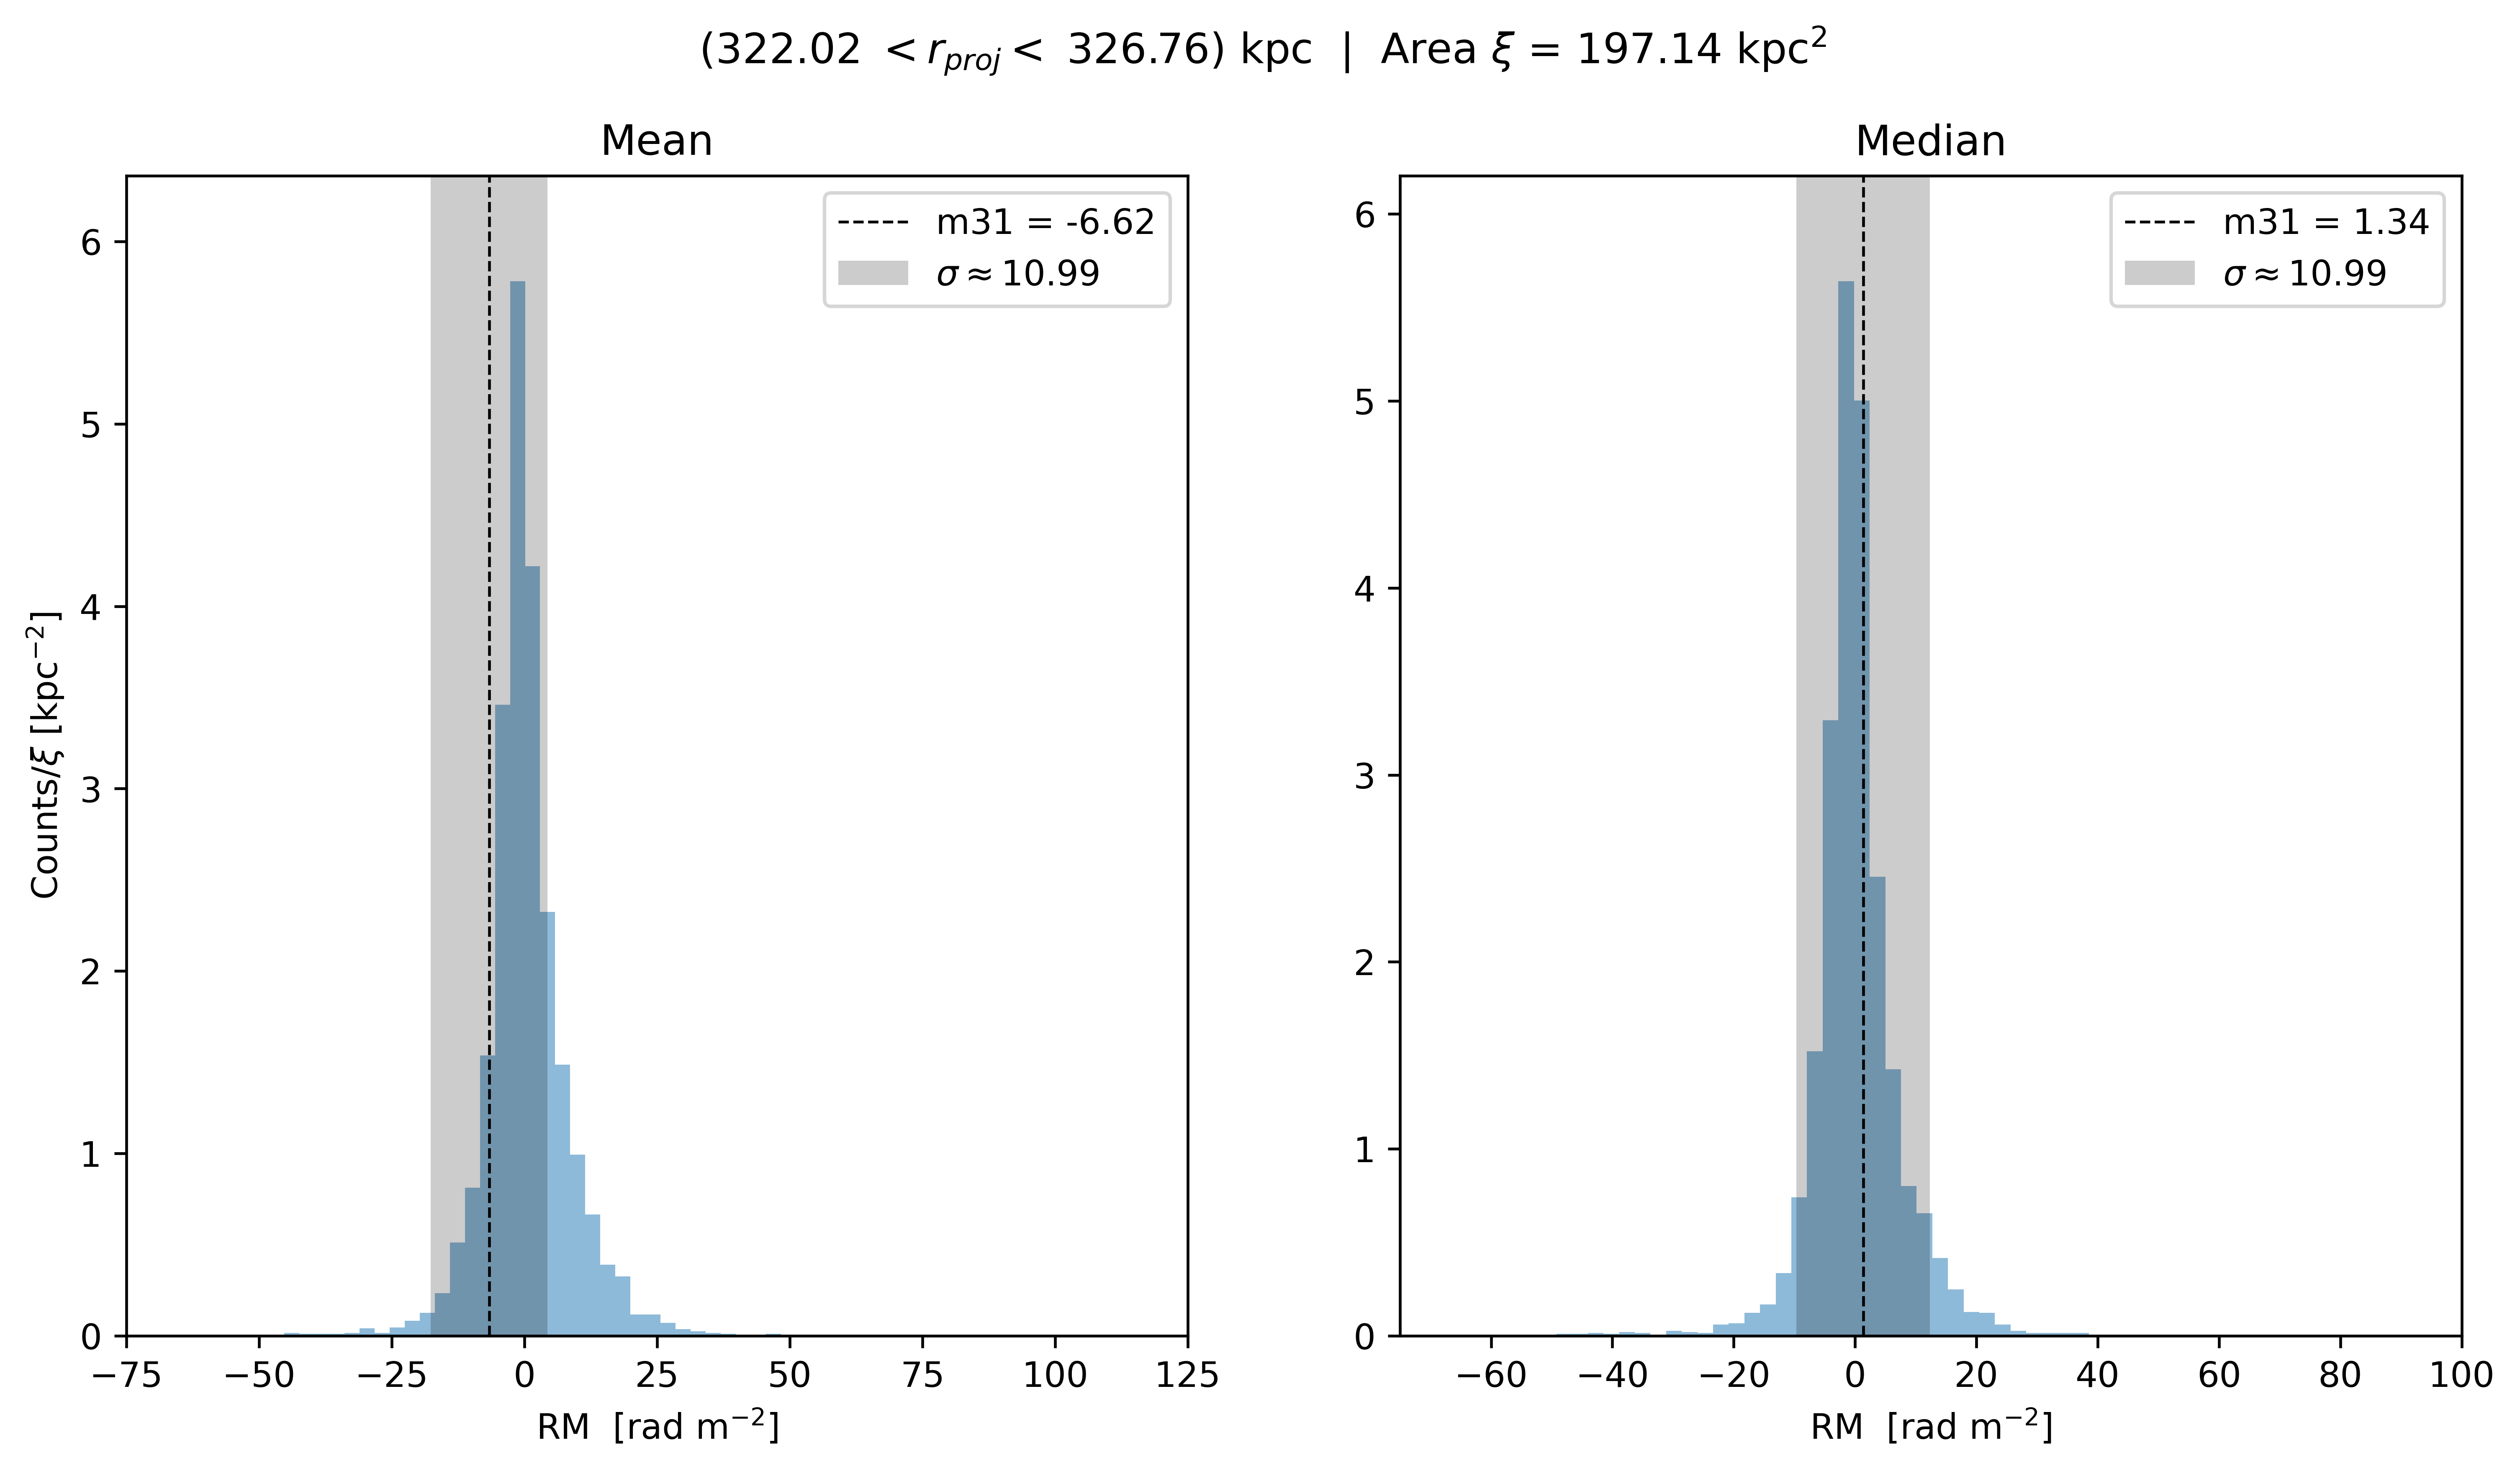 (322.02 < r_proj < 326.76) kpc | Area ξ = 197.14 kpc²
Mean
m31 = -6.62
σ ≈ 10.99
6
5
4
3
2
1
0
Counts/ξ [kpc⁻²]
−75 −50 −25 0 25 50 75 100 125
RM [rad m⁻²]
Median
m31 = 1.34
σ ≈ 10.99
6
5
4
3
2
1
0
−60 −40 −20 0 20 40 60 80 100
RM [rad m⁻²]